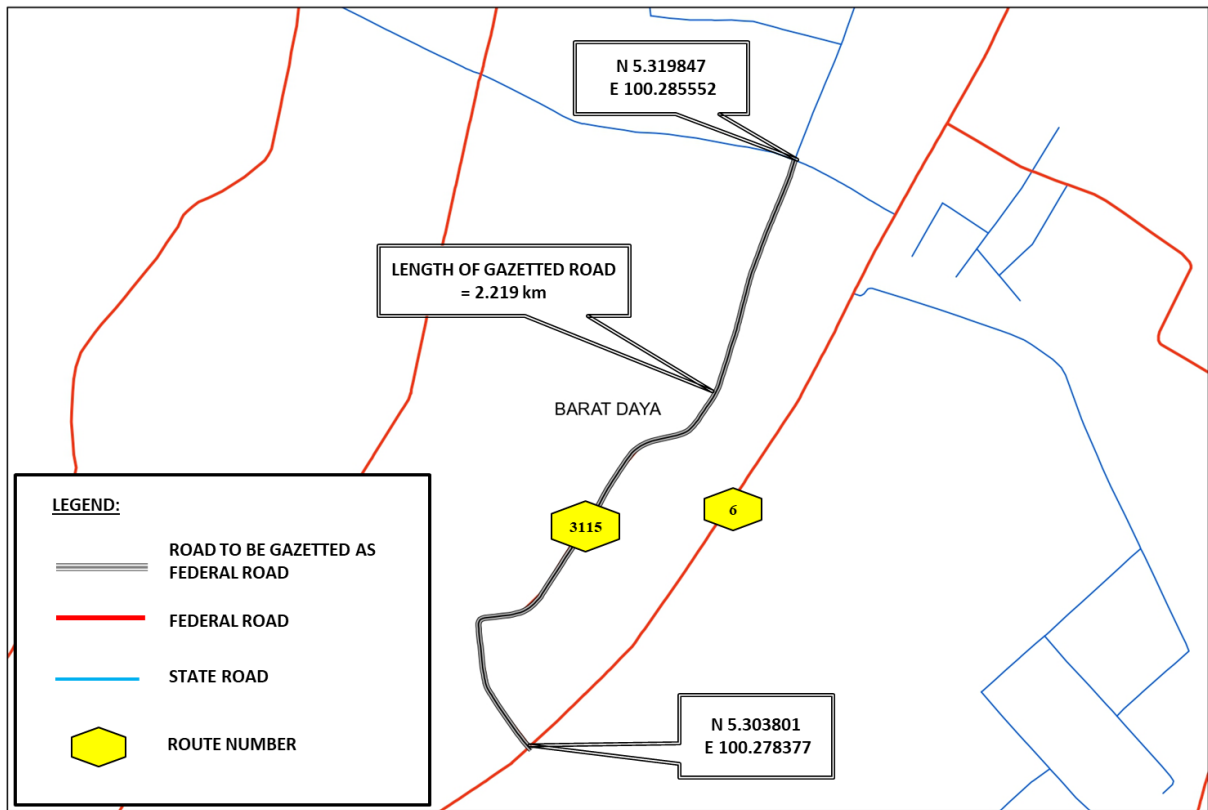 N 5.319847
E 100.285552
LENGTH OF GAZETTED ROAD
= 2.219 km
BARAT DAYA
3115
6
LEGEND:
ROAD TO BE GAZETTED AS
FEDERAL ROAD
FEDERAL ROAD
STATE ROAD
ROUTE NUMBER
N 5.303801
E 100.278377